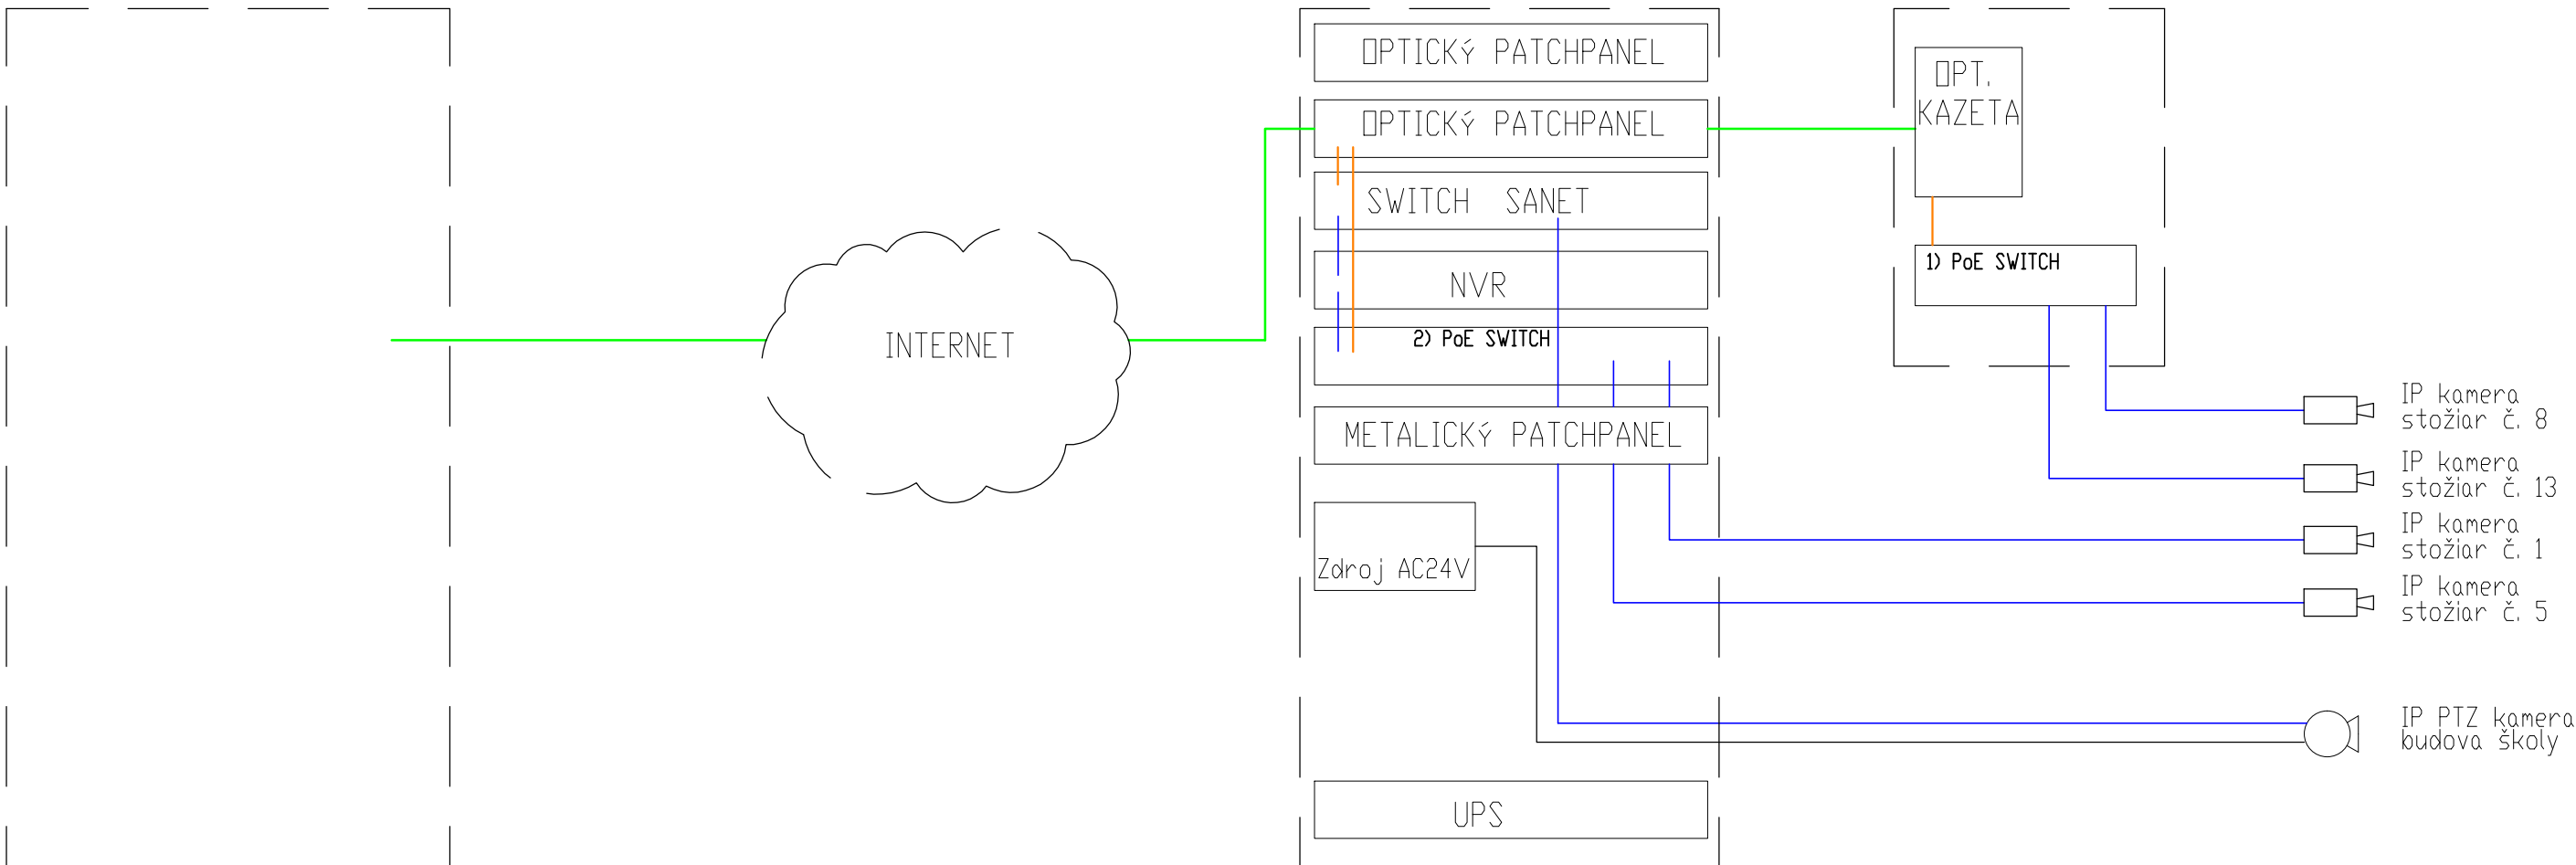 OPTICKÝ PATCHPANEL
OPTICKÝ PATCHPANEL
SWITCH SANET
NVR
2) PoE SWITCH
METALICKÝ PATCHPANEL
Zdroj AC24V
UPS
INTERNET
OPT.
KAZETA
1) PoE SWITCH
IP kamera
stožiar č. 8
IP kamera
stožiar č. 13
IP kamera
stožiar č. 1
IP kamera
stožiar č. 5
IP PTZ kamera
budova školy